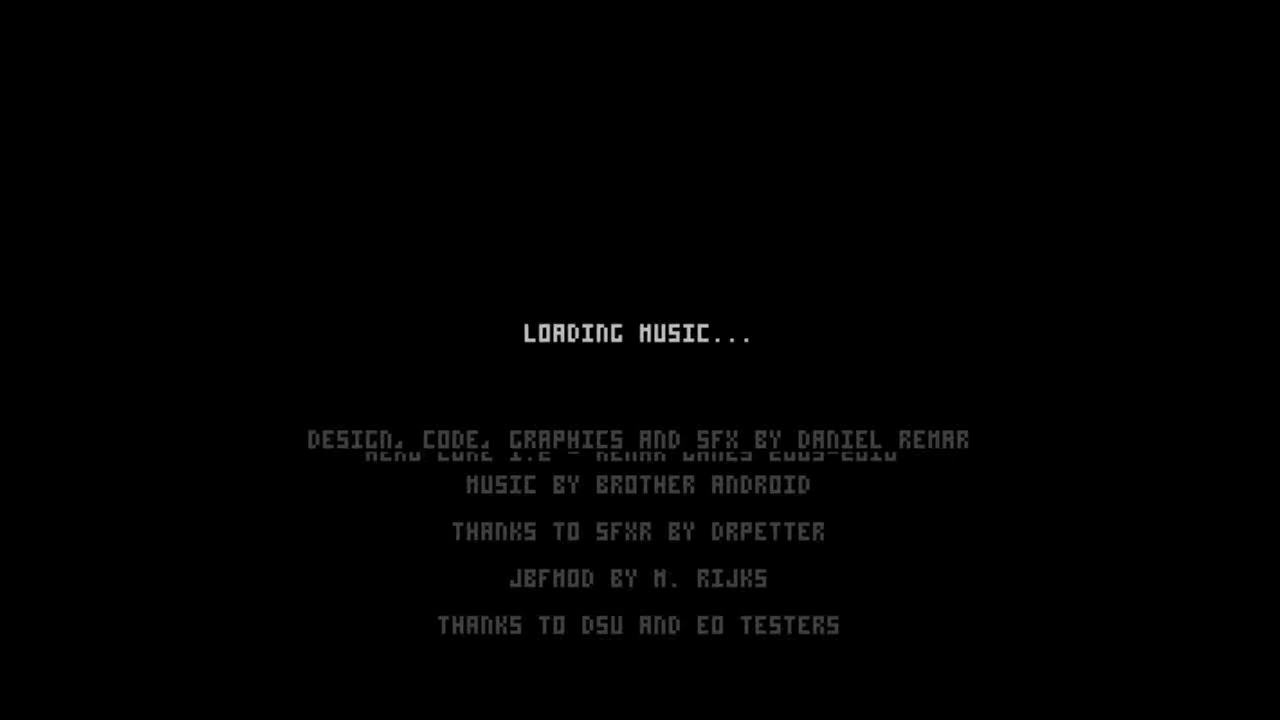 LOADING MUSIC...
DESIGN, CODE, GRAPHICS AND SFX BY DANIEL REMAR
MUSIC BY BROTHER ANDROID
THANKS TO SFXR BY DRPETTER
JBFMOD BY M. RIJKS
THANKS TO DSU AND EO TESTERS